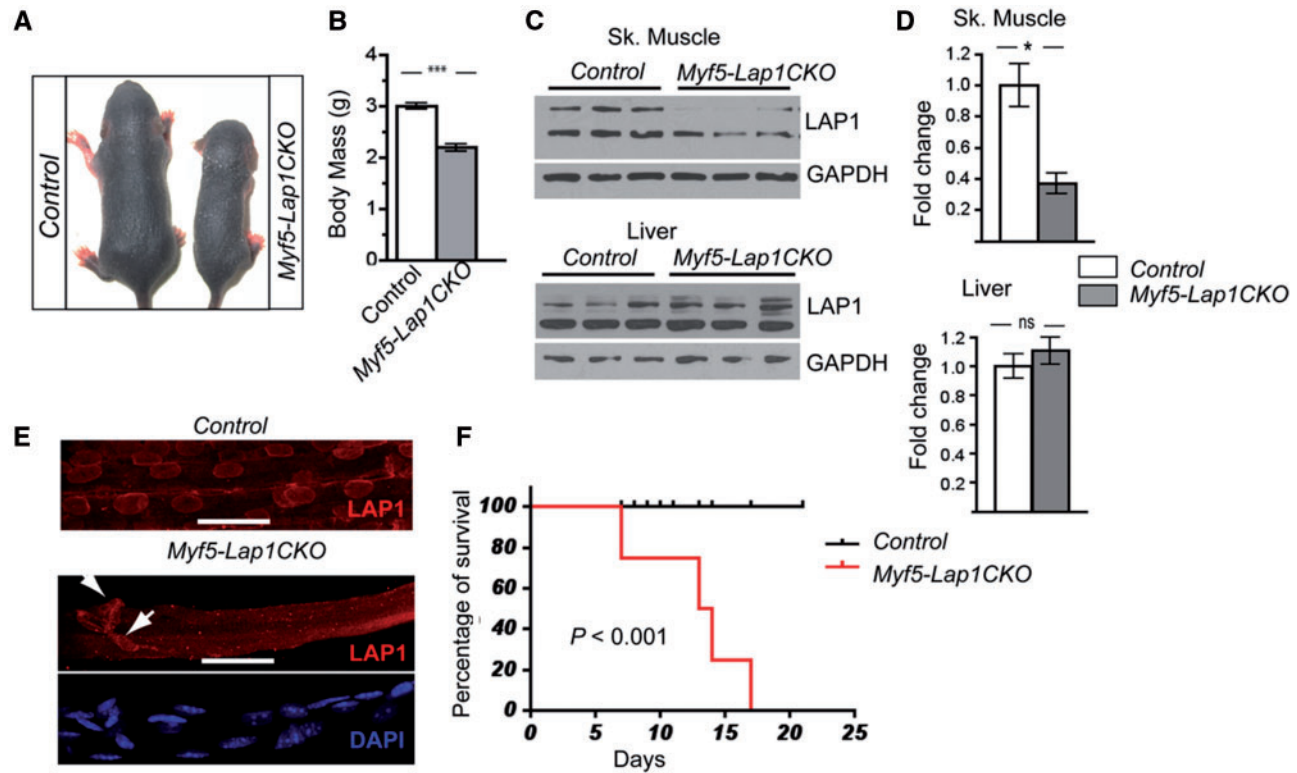 A
Control
Myf5-Lap1CKO
B
Body Mass (g)
4
3
2
1
0
***
Control
Myf5-Lap1CKO
C
Sk. Muscle
Control Myf5-Lap1CKO
LAP1
GAPDH
Liver
Control Myf5-Lap1CKO
LAP1
GAPDH
D
Sk. Muscle
Fold change
1.2
1.0
0.8
0.6
0.4
0.2
*
Control
Myf5-Lap1CKO
Liver
Fold change
1.2
1.0
0.8
0.6
0.4
0.2
ns
E
Control
LAP1
Myf5-Lap1CKO
LAP1
DAPI
F
Percentage of survival
100
80
60
40
20
0
P < 0.001
0 5 10 15 20 25
Days
Control
Myf5-Lap1CKO